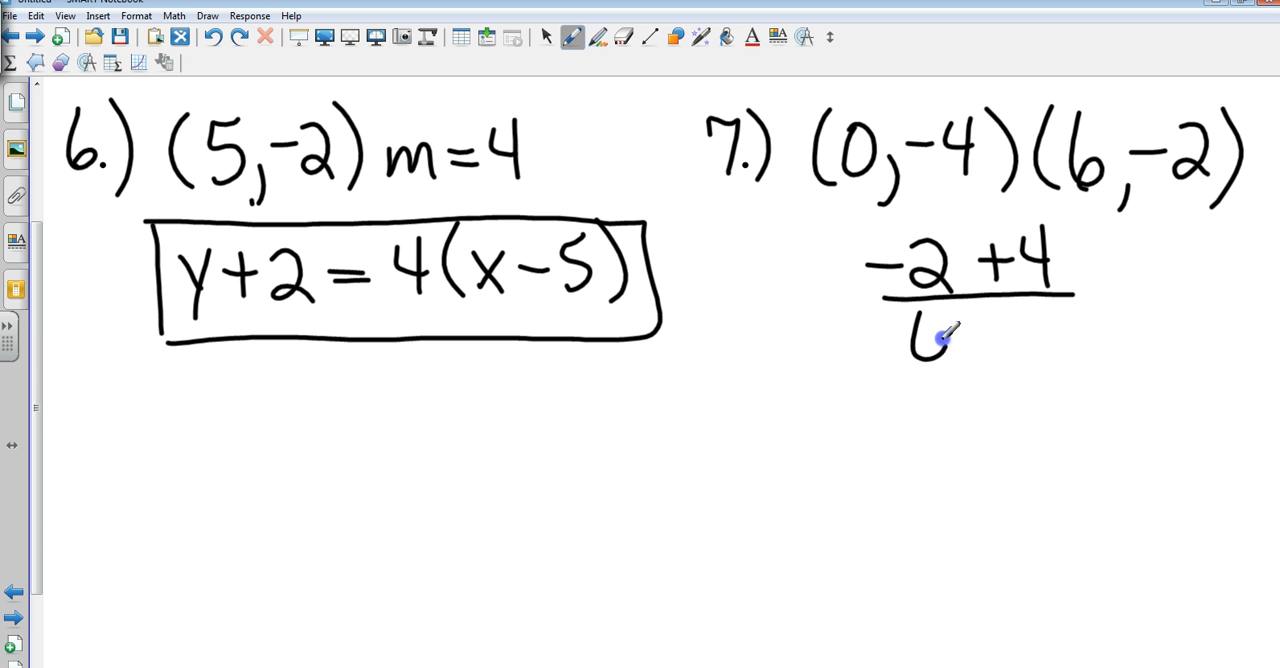 File Edit View Insert Format Math Draw Response Help
6.) (5,-2) m=4
y+2=4(x-5)
7.) (0,-4)(6,-2)
-2 +4
6